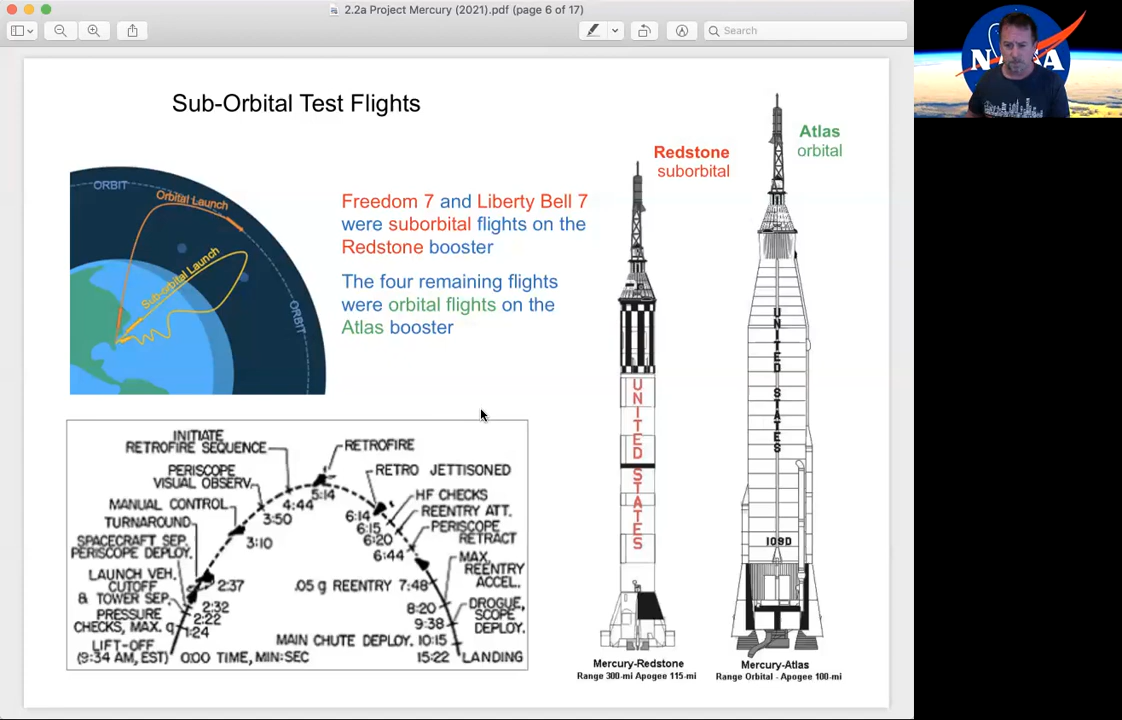 2.2a Project Mercury (2021).pdf (page 6 of 17)
Search
NASA
Sub-Orbital Test Flights
ORBIT
Orbital Launch
Sub-orbital Launch
ORBIT
Freedom 7 and Liberty Bell 7
were suborbital flights on the
Redstone booster
The four remaining flights
were orbital flights on the
Atlas booster
Redstone
suborbital
Atlas
orbital
UNITED STATES
UNITED STATES
109D
Mercury-Redstone
Range 300-mi Apogee 115-mi
Mercury-Atlas
Range Orbital - Apogee 100-mi
INITIATE
RETROFIRE SEQUENCE
RETROFIRE
PERISCOPE
VISUAL OBSERV.
RETRO JETTISONED
MANUAL CONTROL
HF CHECKS
TURNAROUND
REENTRY ATT.
SPACECRAFT SEP.
PERISCOPE DEPLOY.
PERISCOPE
RETRACT
LAUNCH VEH.
CUTOFF
& TOWER SEP.
MAX.
REENTRY
ACCEL.
PRESSURE
CHECKS, MAX. q
DROGUE,
SCOPE
DEPLOY.
5:14
4:44
3:50
3:10
2:37
2:32
2:22
1:24
6:14
6:15
6:20
6:44
.05 g REENTRY 7:48
8:20
9:38
MAIN CHUTE DEPLOY. 10:15
LIFT-OFF
(9:34 AM, EST) 0:00 TIME, MIN:SEC
15:22 LANDING